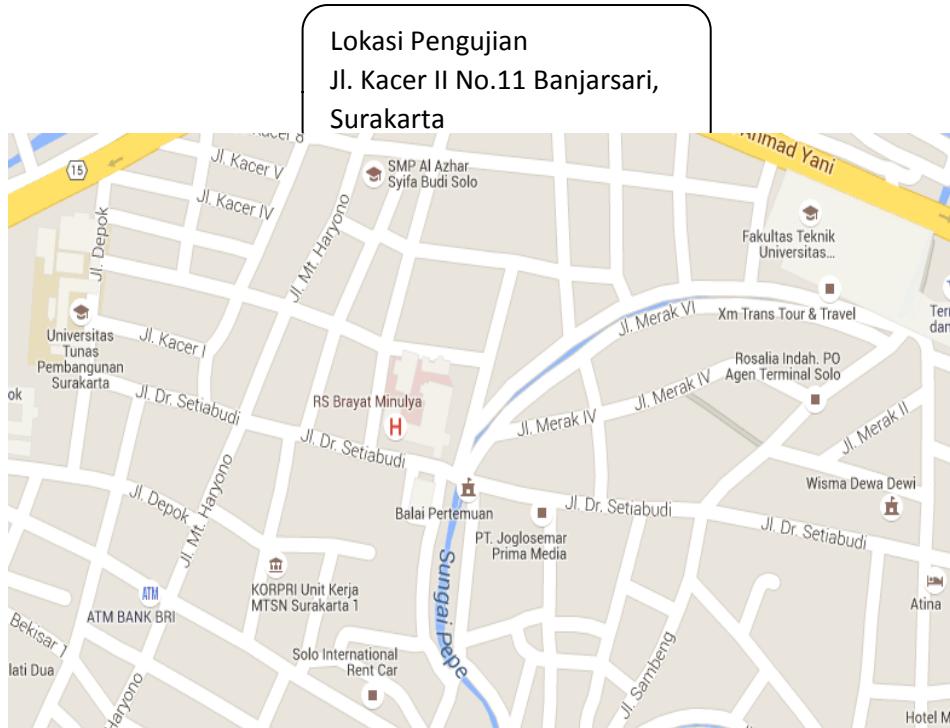 Lokasi Pengujian
Jl. Kacer II No.11 Banjarsari,
Surakarta
Ahmad Yani
15
Jl. Kacer V
SMP Al Azhar
Syifa Budi Solo
Jl. Kacer IV
Jl. Mt. Haryono
Jl. Depok
Fakultas Teknik
Universitas...
Xm Trans Tour & Travel
Jl. Merak VI
Universitas
Tunas
Pembangunan
Surakarta
Jl. Kacer I
Rosalia Indah. PO
Agen Terminal Solo
Jl. Merak IV
Jl. Merak IV
Jl. Merak II
RS Brayat Minulya
H
Jl. Dr. Setiabudi
Jl. Dr. Setiabudi
Wisma Dewa Dewi
Jl. Dr. Setiabudi
Jl. Dr. Setiabudi
Balai Pertemuan
PT. Joglosemar
Prima Media
Jl. Depok
Jl. Mt. Haryono
Sungai Pepe
KORPRI Unit Kerja
MTSN Surakarta 1
ATM
ATM BANK BRI
Atina
Bekisar 1
lati Dua
Solo International
Rent Car
Jl. Sambeng
aryono
Hotel M